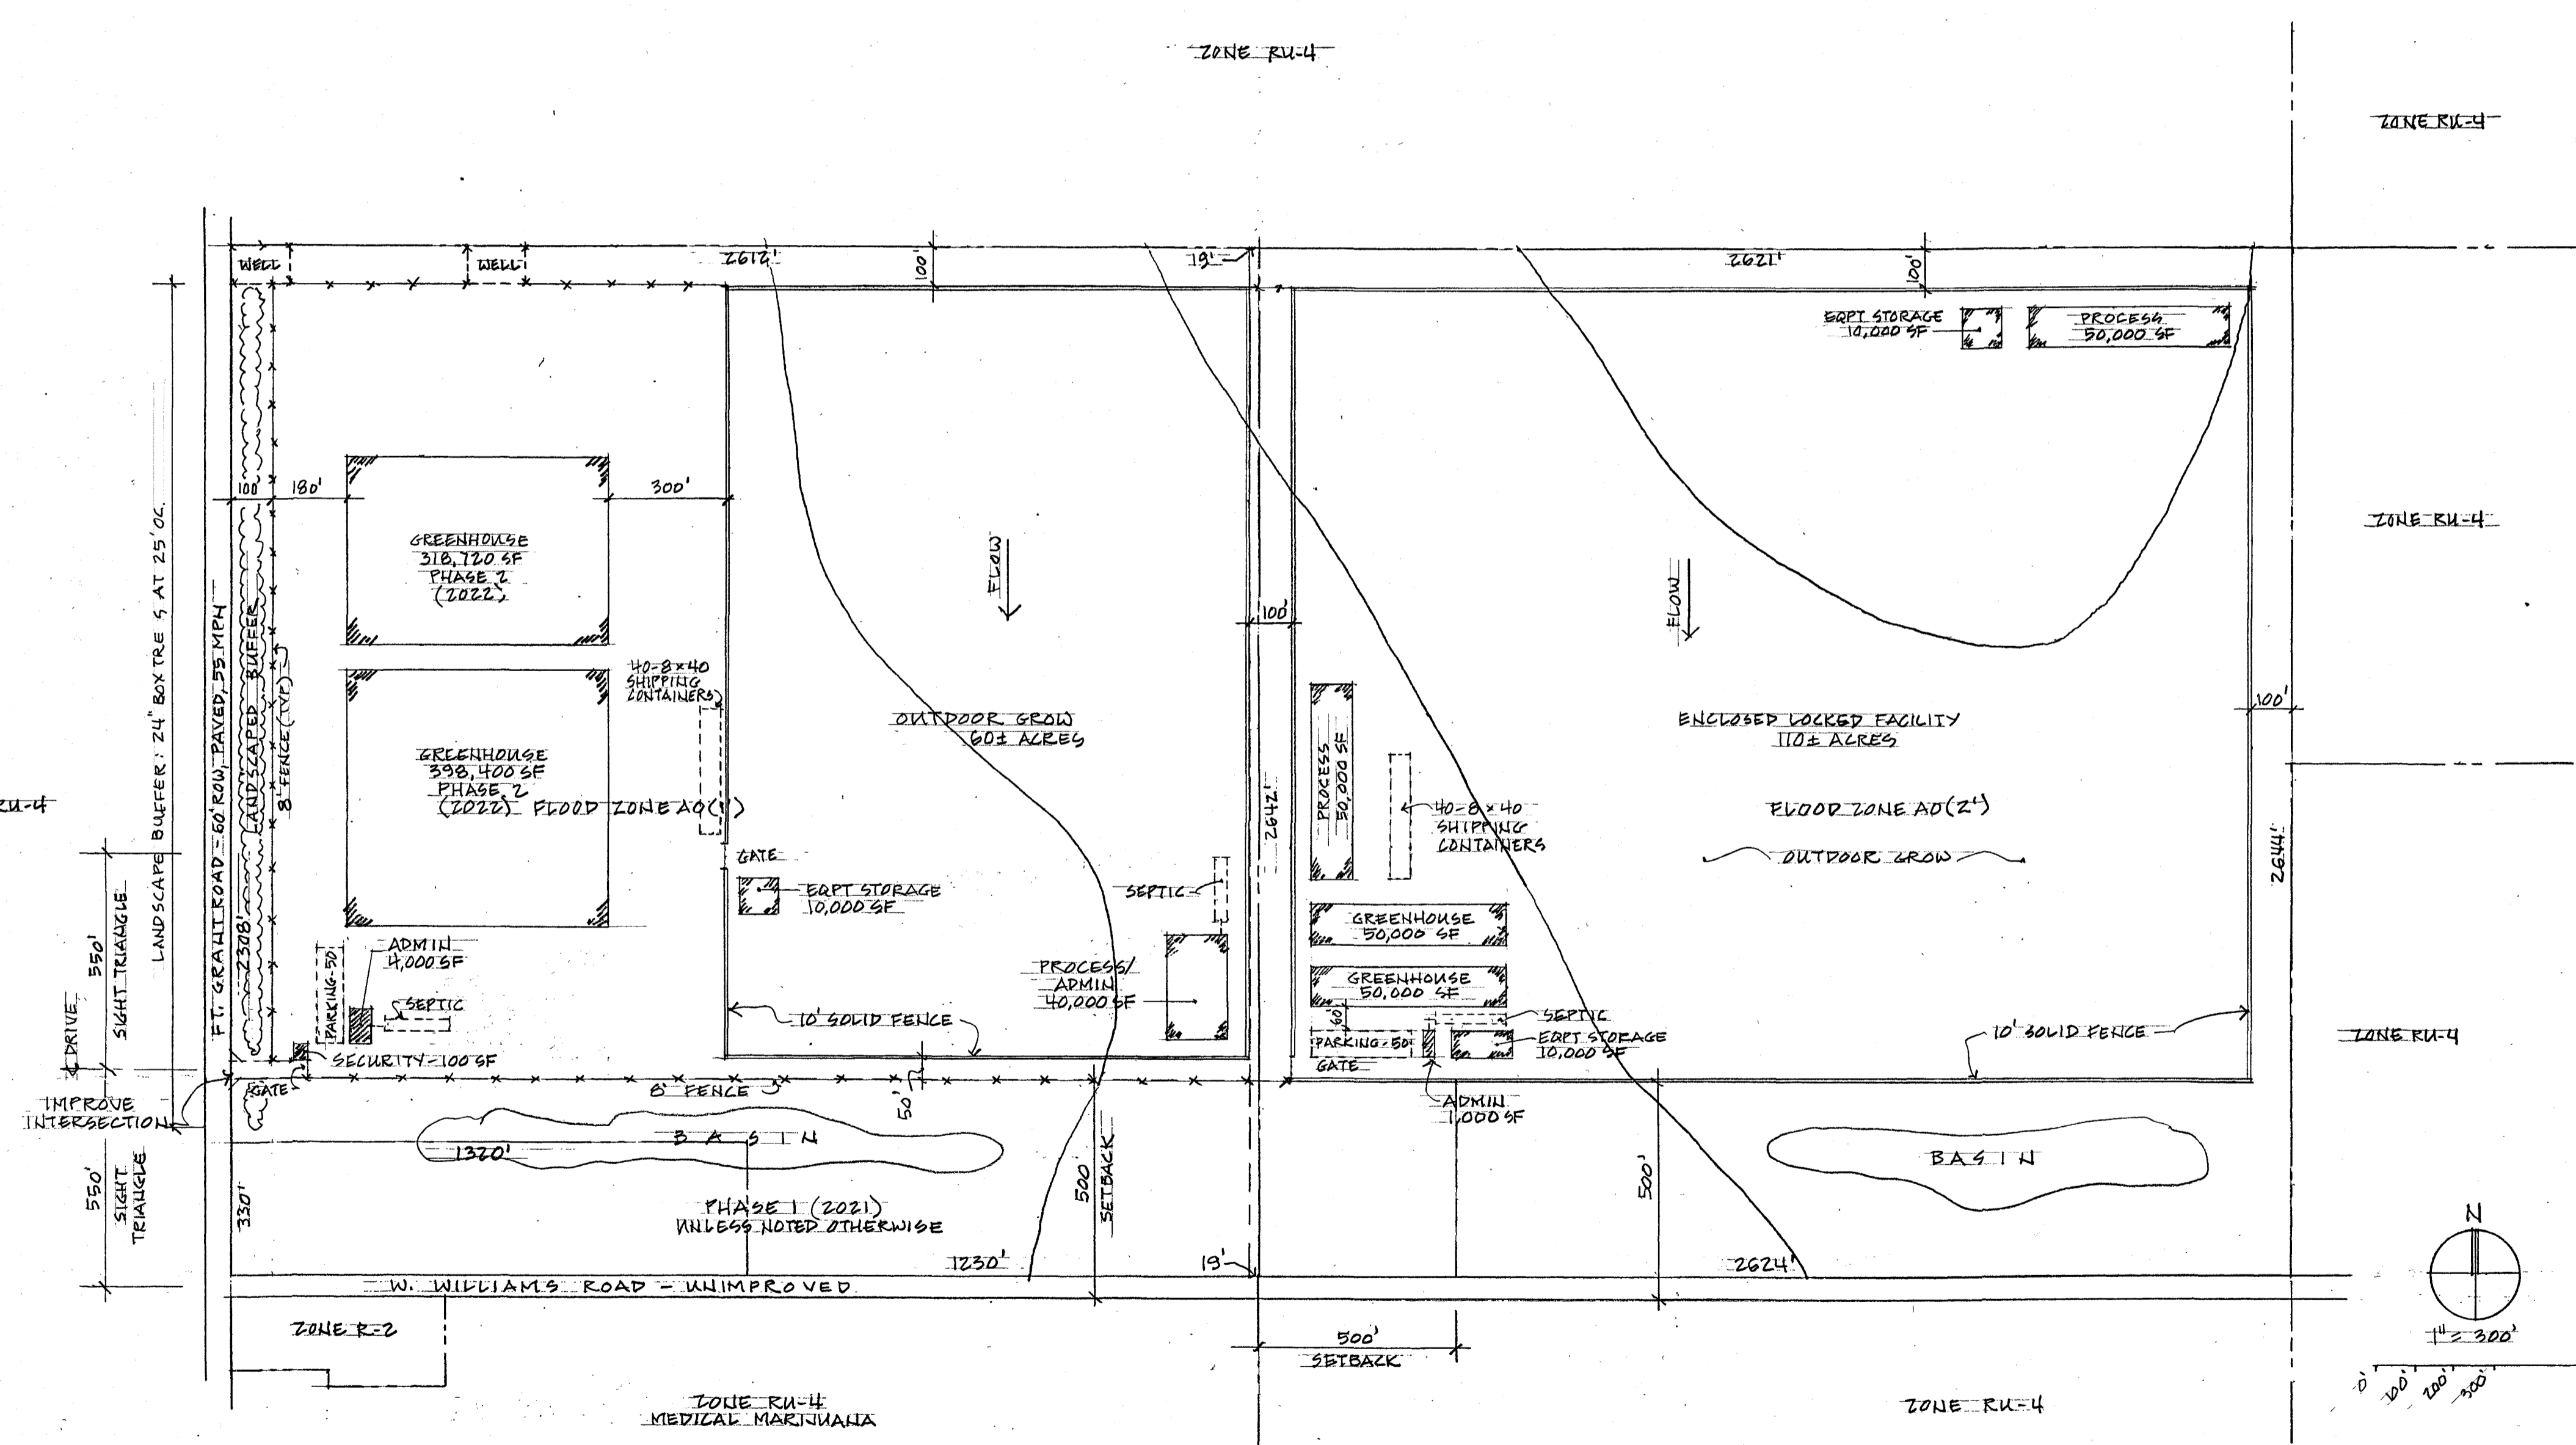 ZONE RU-4
ZONE RU-4
WELL
WELL
2612'
100'
19'
2621'
100'
EQPT STORAGE
10,000 SF
PROCESS
50,000 SF
100'
180'
300'
ZONE RU-4
GREENHOUSE
318,720 SF
PHASE 2
(2022)
FLOW
FLOW
100'
LANDSCAPE BUFFER: 24" BOX TREES AT 25' OC.
FT. GRANT ROAD - 60' ROW, PAVED, 55 MPH
LANDSCAPED BUFFER
8' FENCE (TYP.)
2308'
40-8x40
SHIPPING
CONTAINERS
OUTDOOR GROW
60± ACRES
ENCLOSED LOCKED FACILITY
110± ACRES
100'
GREENHOUSE
398,400 SF
PHASE 2
(2022)
FLOOD ZONE AO(1')
RU-4
2642'
PROCESS
50,000 SF
40-8x40
SHIPPING
CONTAINERS
FLOOD ZONE AO(2')
OUTDOOR GROW
2644'
GATE
EQPT STORAGE
10,000 SF
SEPTIC
GREENHOUSE
50,000 SF
GREENHOUSE
50,000 SF
550'
SIGHT TRIANGLE
DRIVE
PARKING-50
ADMIN
4,000 SF
SEPTIC
PROCESS/
ADMIN
40,000 SF
10' SOLID FENCE
60'
SEPTIC
PARKING-50
EQPT STORAGE
10,000 SF
10' SOLID FENCE
ZONE RU-4
SECURITY-100 SF
GATE
GATE
ADMIN
1,000 SF
IMPROVE
INTERSECTION
8' FENCE
50'
BASIN
1320'
BASIN
550'
SIGHT
TRIANGLE
330'
500'
SETBACK
500'
PHASE 1 (2021)
UNLESS NOTED OTHERWISE
1230'
19'
2624'
W. WILLIAMS ROAD - UNIMPROVED
N
1" = 300'
0'
100'
200'
300'
ZONE R-2
500'
SETBACK
ZONE RU-4
MEDICAL MARIJUANA
ZONE RU-4